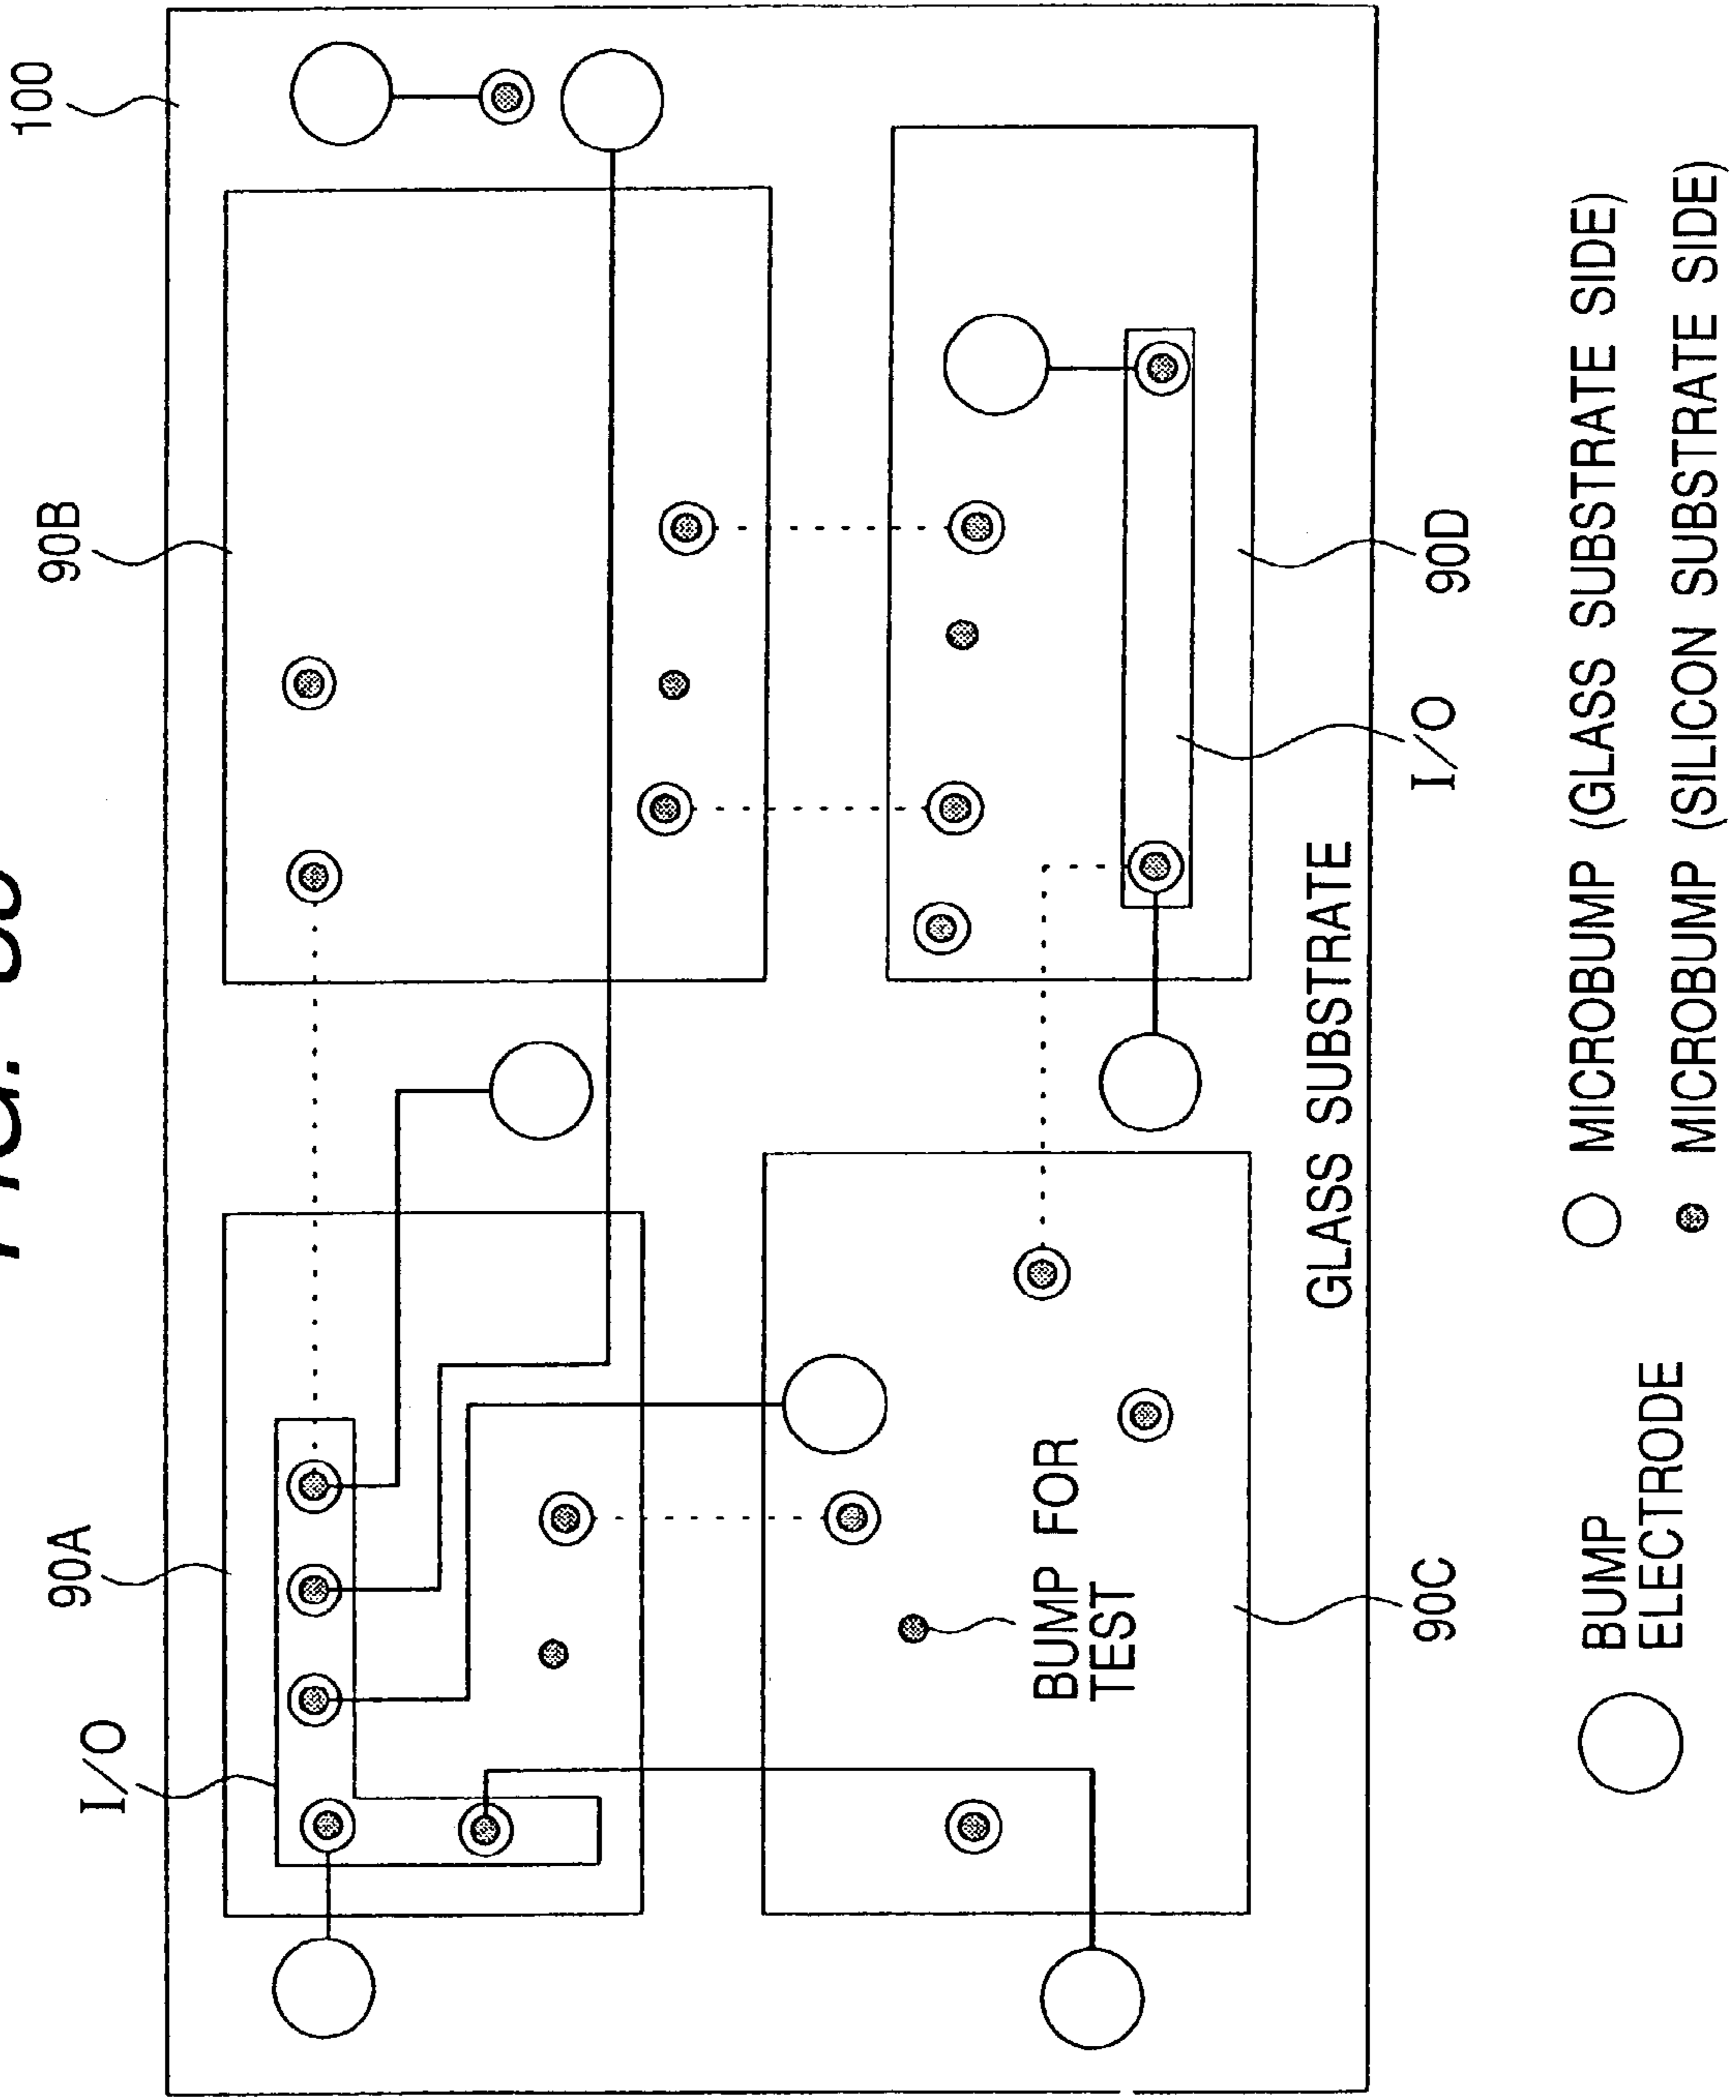 FIG.
100
90B
90A
I/O
BUMP FOR
TEST
90C
I/O
90D
GLASS SUBSTRATE
BUMP
ELECTRODE
MICROBUMP (GLASS SUBSTRATE SIDE)
MICROBUMP (SILICON SUBSTRATE SIDE)